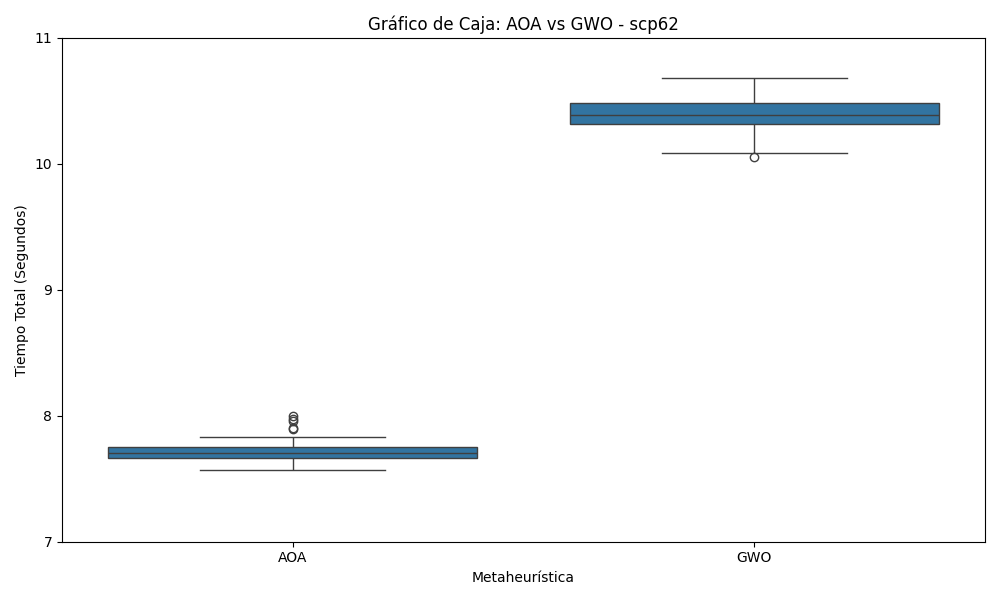 Gráfico de Caja: AOA vs GWO - scp62
11
10
9
8
7
Tiempo Total (Segundos)
AOA
GWO
Metaheurística